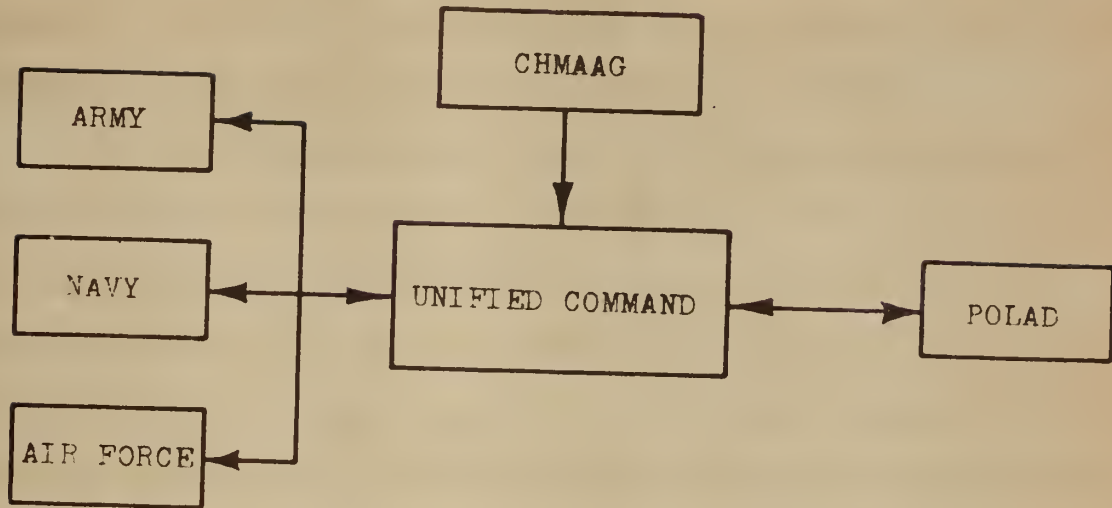 CHMAAG
ARMY
NAVY
UNIFIED COMMAND
POLAD
AIR FORCE